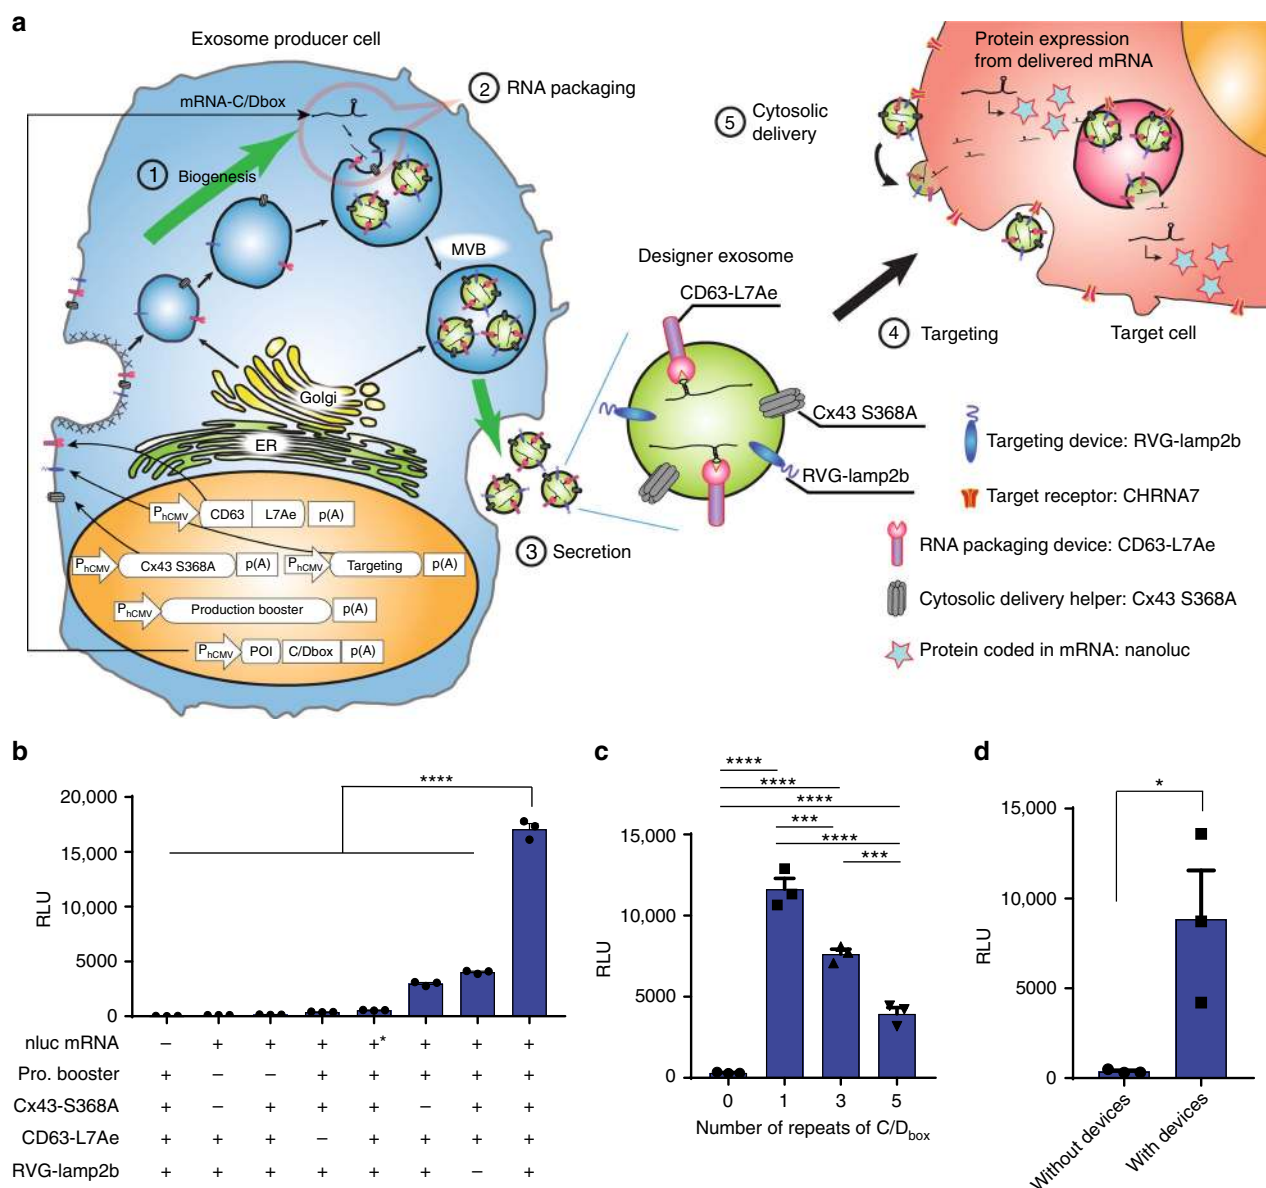 a
Exosome producer cell
mRNA-C/Dbox
2 RNA packaging
1 Biogenesis
MVB
Golgi
ER
PhCMV CD63 L7Ae p(A)
PhCMV Cx43 S368A p(A) PhCMV Targeting p(A)
PhCMV Production booster p(A)
PhCMV POI C/Dbox p(A)
3 Secretion
Designer exosome
CD63-L7Ae
Cx43 S368A
RVG-lamp2b
4 Targeting
5 Cytosolic
delivery
Protein expression
from delivered mRNA
Target cell
Targeting device: RVG-lamp2b
Target receptor: CHRNA7
RNA packaging device: CD63-L7Ae
Cytosolic delivery helper: Cx43 S368A
Protein coded in mRNA: nanoluc
b
****
20,000
15,000
10,000
5000
0
RLU
nluc mRNA – + + + +* + + +
Pro. booster + – – + + + + +
Cx43-S368A + – + + + – + +
CD63-L7Ae + + + – + + + +
RVG-lamp2b + + + + + + – +
c
****
****
****
***
****
***
15,000
10,000
5000
0
RLU
0 1 3 5
Number of repeats of C/Dbox
d
*
15,000
10,000
5000
0
RLU
Without devices
With devices